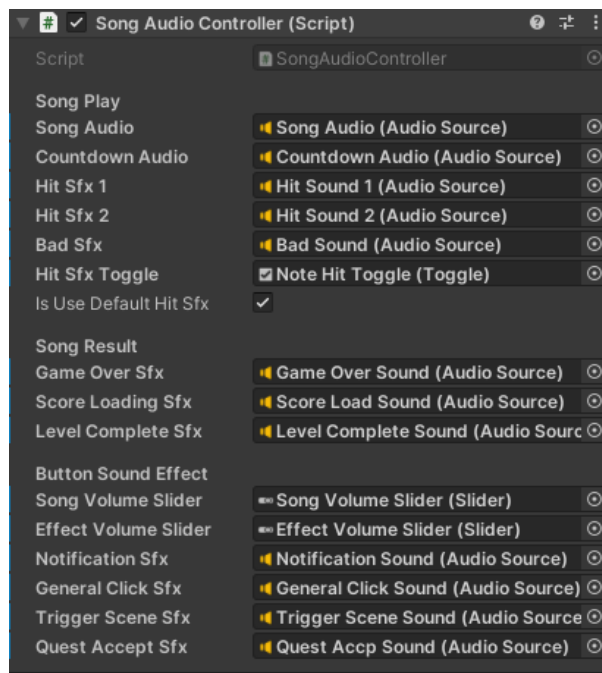 Song Audio Controller (Script)
Script SongAudioController
Song Play
Song Audio Song Audio (Audio Source)
Countdown Audio Countdown Audio (Audio Source)
Hit Sfx 1 Hit Sound 1 (Audio Source)
Hit Sfx 2 Hit Sound 2 (Audio Source)
Bad Sfx Bad Sound (Audio Source)
Hit Sfx Toggle Note Hit Toggle (Toggle)
Is Use Default Hit Sfx
Song Result
Game Over Sfx Game Over Sound (Audio Source)
Score Loading Sfx Score Load Sound (Audio Source)
Level Complete Sfx Level Complete Sound (Audio Sourc
Button Sound Effect
Song Volume Slider Song Volume Slider (Slider)
Effect Volume Slider Effect Volume Slider (Slider)
Notification Sfx Notification Sound (Audio Source)
General Click Sfx General Click Sound (Audio Source)
Trigger Scene Sfx Trigger Scene Sound (Audio Source
Quest Accept Sfx Quest Accp Sound (Audio Source)